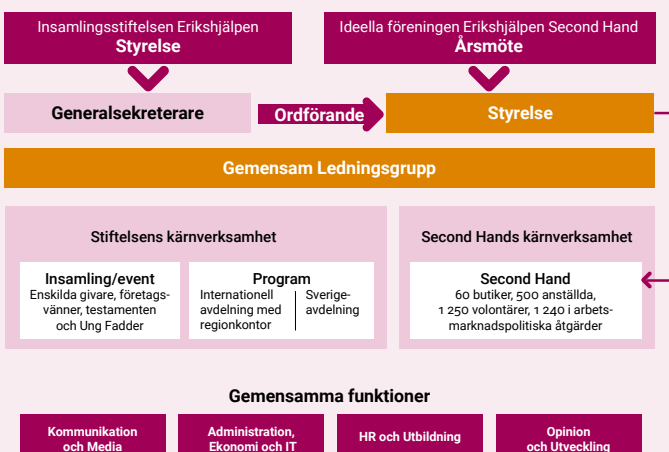 Insamlingsstiftelsen Erikshjälpen
Styrelse
Ideella föreningen Erikshjälpen Second Hand
Årsmöte
Generalsekreterare
Ordförande
Styrelse
Gemensam Ledningsgrupp
Stiftelsens kärnverksamhet
Insamling/event
Enskilda givare, företags-
vänner, testamenten
och Ung Fadder
Program
Internationell
avdelning med
regionkontor
Sverige-
avdelning
Second Hands kärnverksamhet
Second Hand
60 butiker, 500 anställda,
1 250 volontärer, 1 240 i arbets-
marknadspolitiska åtgärder
Gemensamma funktioner
Kommunikation
och Media
Administration,
Ekonomi och IT
HR och Utbildning
Opinion
och Utveckling